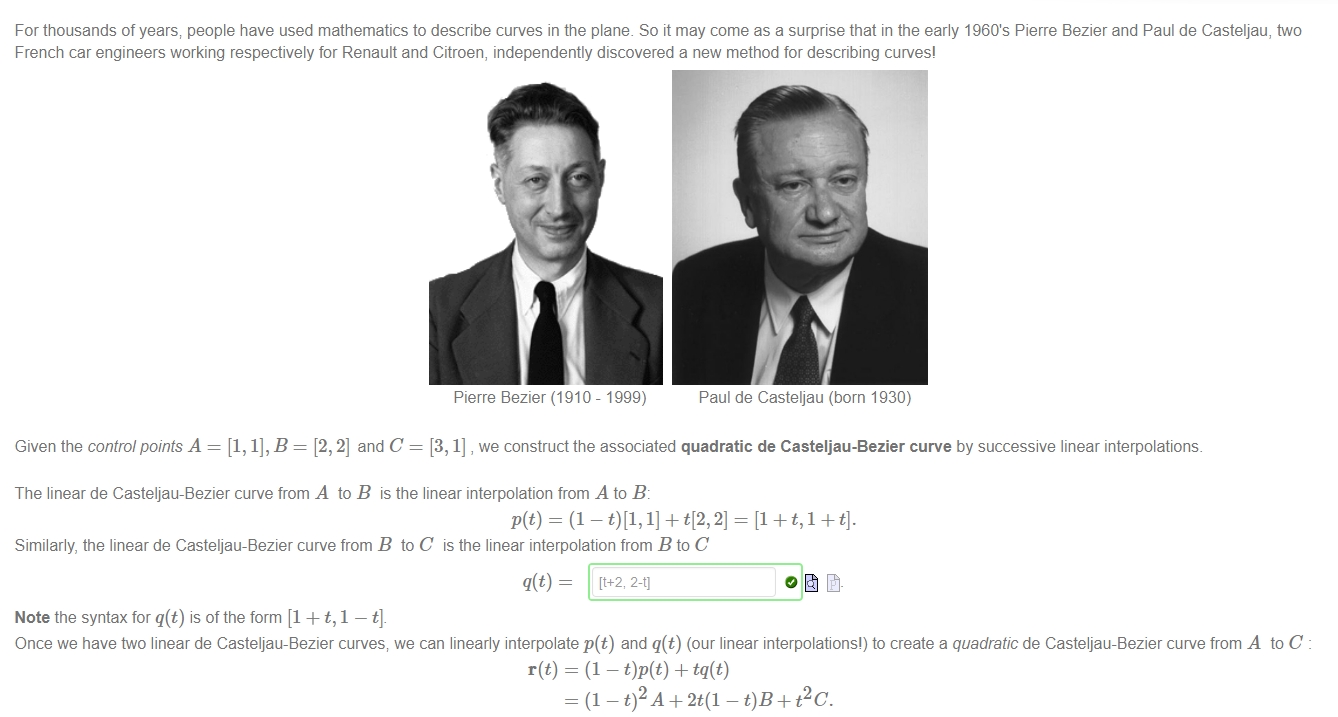 For thousands of years, people have used mathematics to describe curves in the plane. So it may come as a surprise that in the early 1960's Pierre Bezier and Paul de Casteljau, two
French car engineers working respectively for Renault and Citroen, independently discovered a new method for describing curves!
Pierre Bezier (1910 - 1999) Paul de Casteljau (born 1930)
Given the control points A = [1, 1], B = [2, 2] and C = [3, 1] , we construct the associated quadratic de Casteljau-Bezier curve by successive linear interpolations.
The linear de Casteljau-Bezier curve from A to B is the linear interpolation from A to B:
p(t) = (1 − t)[1, 1] + t[2, 2] = [1 + t, 1 + t].
Similarly, the linear de Casteljau-Bezier curve from B to C is the linear interpolation from B to C
q(t) = [t+2, 2-t] .
Note the syntax for q(t) is of the form [1 + t, 1 − t].
Once we have two linear de Casteljau-Bezier curves, we can linearly interpolate p(t) and q(t) (our linear interpolations!) to create a quadratic de Casteljau-Bezier curve from A to C :
r(t) = (1 − t)p(t) + tq(t)
= (1 − t)² A + 2t(1 − t)B + t² C.